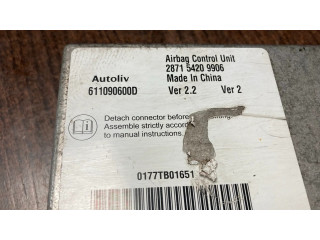 Airbag Control Unit
Autoliv 2871 5420 9906
Made In China
611090600D Ver 2.2 Ver 2
Detach connector before
Assemble strictly according
to manual instructions.
0177TB01651